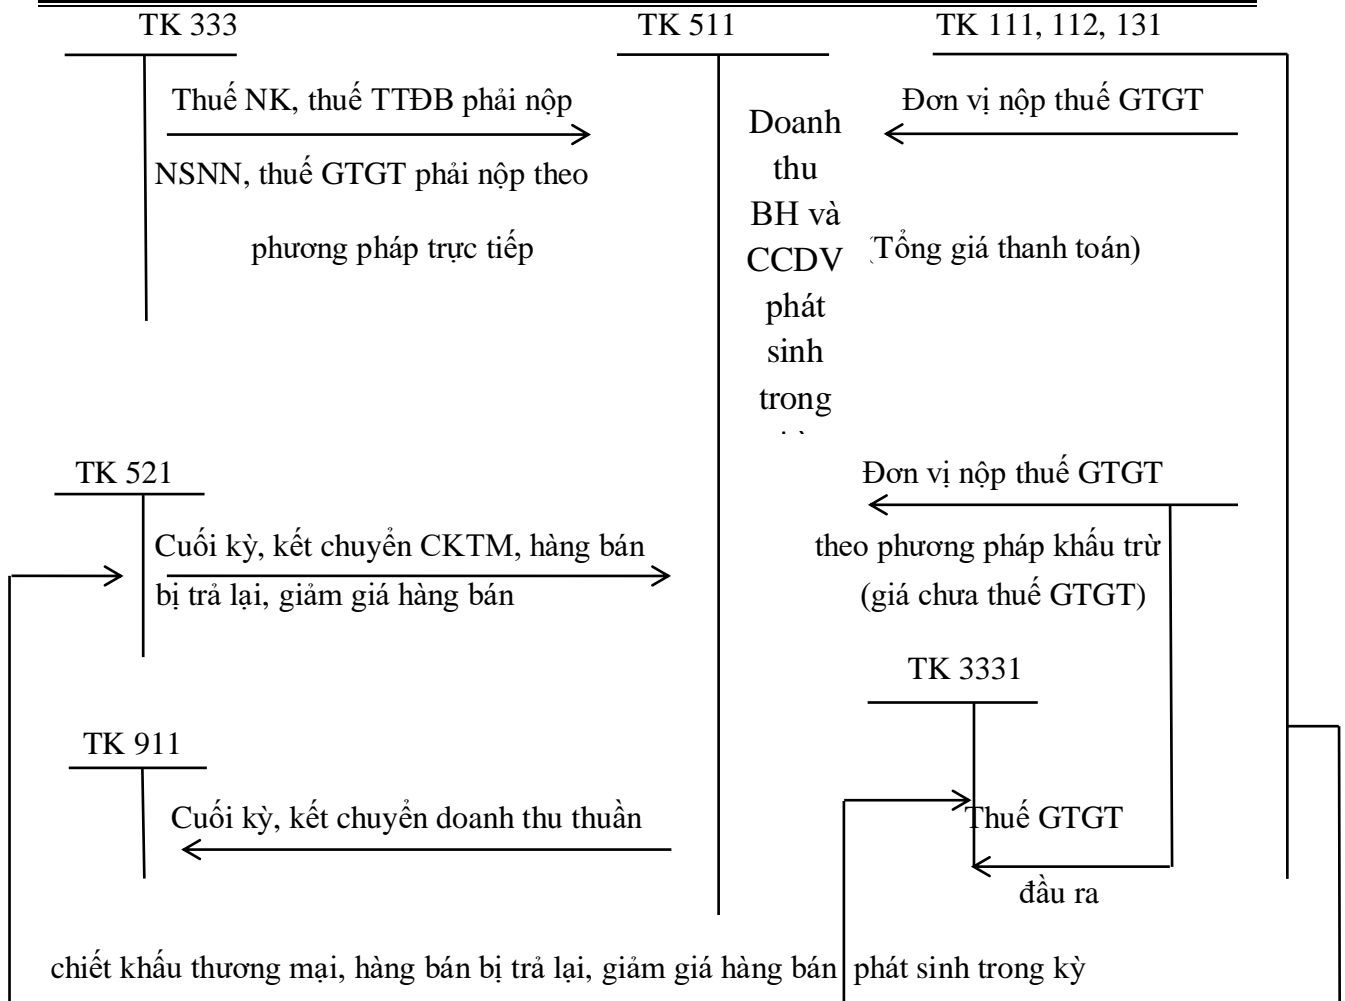 TK 333
TK 511
TK 111, 112, 131
Thuế NK, thuế TTĐB phải nộp
NSNN, thuế GTGT phải nộp theo
phương pháp trực tiếp
Doanh
thu
BH và
CCDV
phát
sinh
trong
Đơn vị nộp thuế GTGT
(Tổng giá thanh toán)
TK 521
Cuối kỳ, kết chuyển CKTM, hàng bán
bị trả lại, giảm giá hàng bán
Đơn vị nộp thuế GTGT
theo phương pháp khấu trừ
(giá chưa thuế GTGT)
TK 3331
TK 911
Cuối kỳ, kết chuyển doanh thu thuần
Thuế GTGT
đầu ra
chiết khấu thương mại, hàng bán bị trả lại, giảm giá hàng bán phát sinh trong kỳ